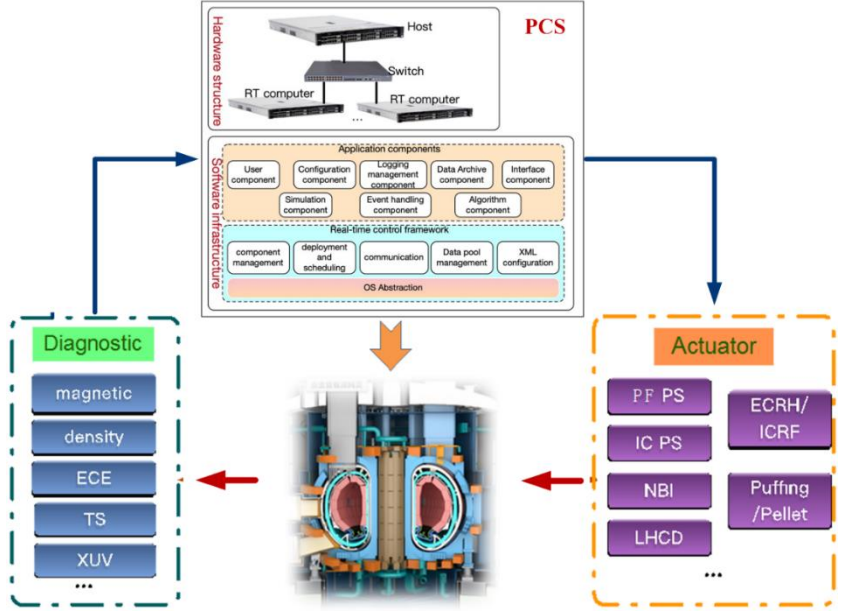 PCS
Hardware structure
Host
Switch
RT computer
RT computer
...
Software infrastructure
Application components
User
component
Configuration
component
Logging
management
component
Data Archive
component
Interface
component
Simulation
component
Event handling
component
Algorithm
component
Real-time control framework
component
management
deployment
and
scheduling
communication
Data pool
management
XML
configuration
OS Abstraction
Diagnostic
magnetic
density
ECE
TS
XUV
...
Actuator
PF PS
IC PS
NBI
LHCD
ECRH/
ICRF
Puffing
/Pellet
...